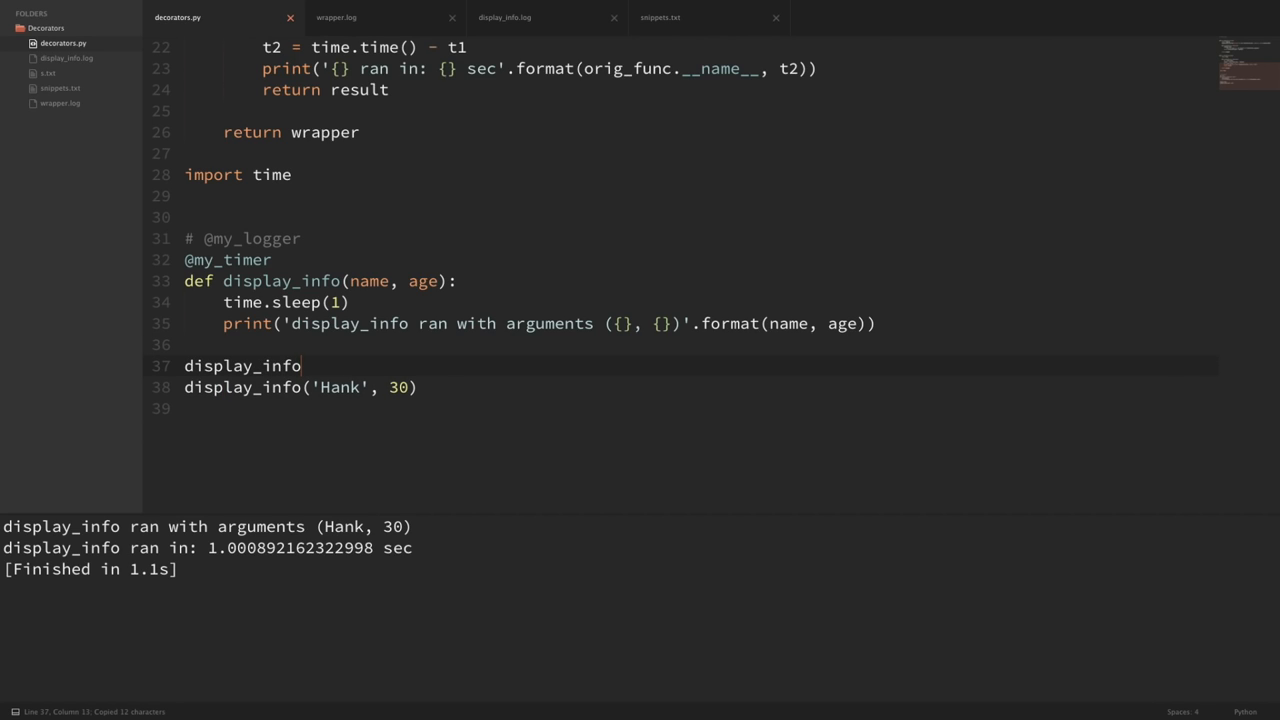 FOLDERS
Decorators
decorators.py
display_info.log
s.txt
snippets.txt
wrapper.log
decorators.py
wrapper.log
display_info.log
snippets.txt
22 t2 = time.time() - t1
23 print('{} ran in: {} sec'.format(orig_func.__name__, t2))
24 return result
25
26 return wrapper
27
28 import time
29
30
31 # @my_logger
32 @my_timer
33 def display_info(name, age):
34 time.sleep(1)
35 print('display_info ran with arguments ({}, {})'.format(name, age))
36
37 display_info
38 display_info('Hank', 30)
39
display_info ran with arguments (Hank, 30)
display_info ran in: 1.000892162322998 sec
[Finished in 1.1s]
Line 37, Column 13; Copied 12 characters
Spaces: 4
Python